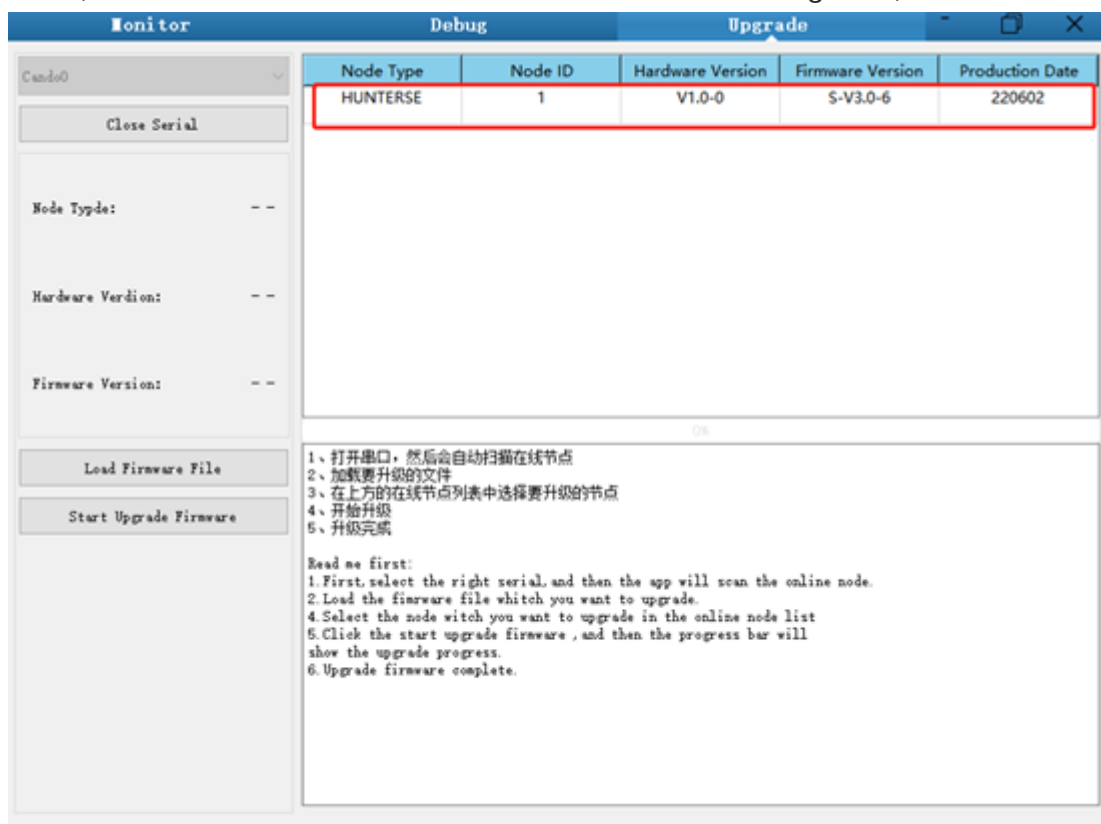 Monitor Debug Upgrade
Cando0
Close Serial
Node Typde: --
Hardware Verdion: --
Firmware Version: --
Load Firmware File
Start Upgrade Firmware
Node Type Node ID Hardware Version Firmware Version Production Date
HUNTERSE 1 V1.0-0 S-V3.0-6 220602
0%
1、打开串口，然后会自动扫描在线节点
2、加载要升级的文件
3、在上方的在线节点列表中选择要升级的节点
4、开始升级
5、升级完成
Read me first:
1.First,select the right serial,and then the app will scan the online node.
2.Load the fimrware file whitch you want to upgrade.
4.Select the node witch you want to upgrade in the online node list
5.Click the start upgrade firmware ,and then the progress bar will
show the upgrade progress.
6.Upgrade firmware complete.